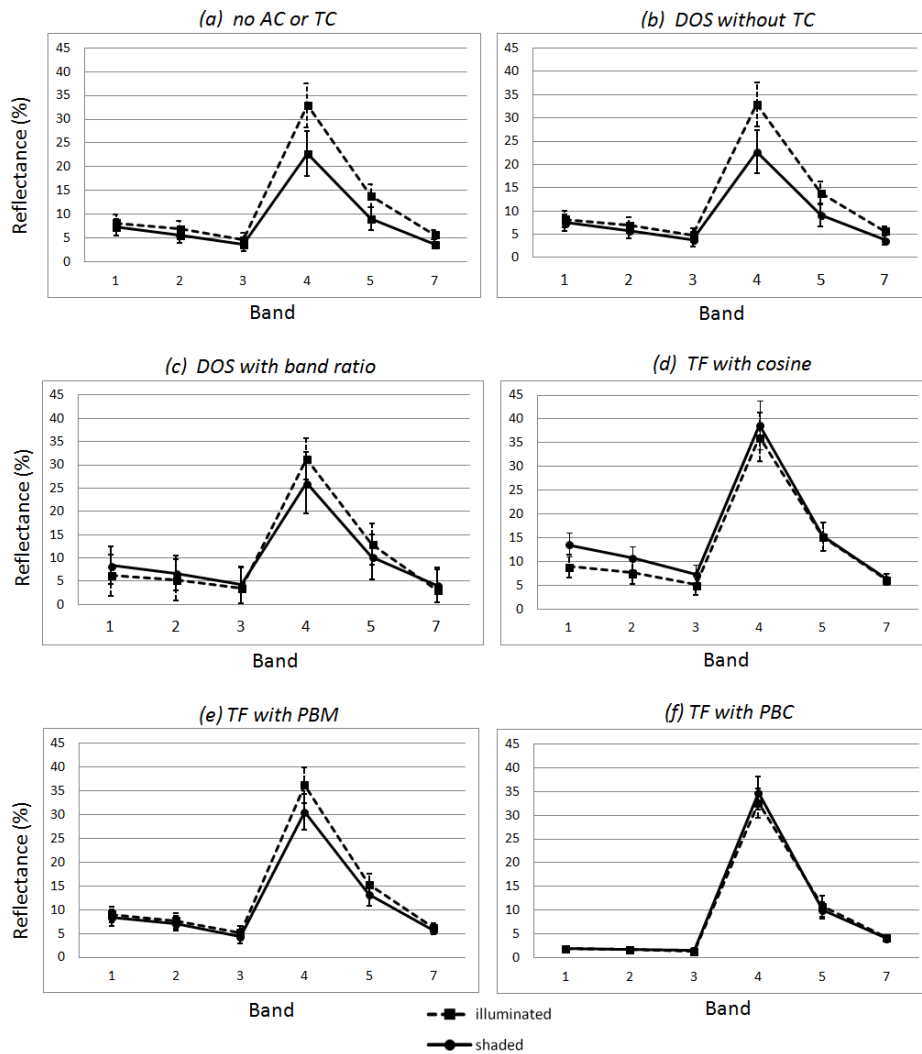 (a) no AC or TC
(b) DOS without TC
Reflectance (%)
45
40
35
30
25
20
15
10
5
0
1 2 3 4 5 7
Band
45
40
35
30
25
20
15
10
5
0
1 2 3 4 5 7
Band
(c) DOS with band ratio
(d) TF with cosine
Reflectance (%)
45
40
35
30
25
20
15
10
5
0
1 2 3 4 5 7
Band
45
40
35
30
25
20
15
10
5
0
1 2 3 4 5 7
Band
(e) TF with PBM
(f) TF with PBC
Reflectance (%)
45
40
35
30
25
20
15
10
5
0
1 2 3 4 5 7
Band
45
40
35
30
25
20
15
10
5
0
1 2 3 4 5 7
Band
illuminated
shaded